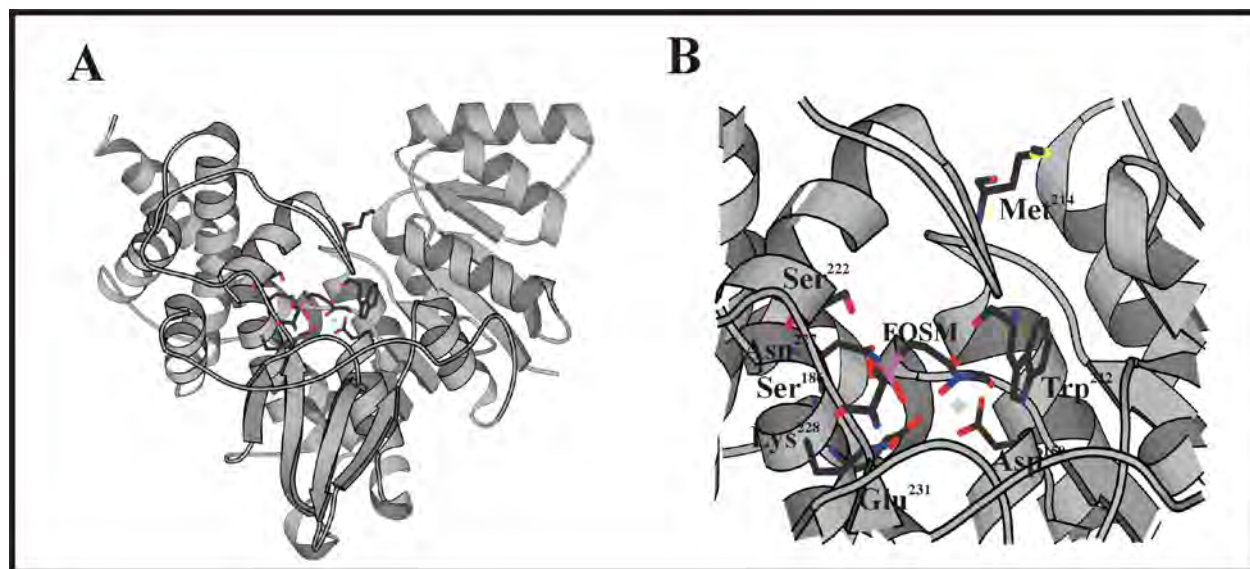 A
B
Met²¹⁴
Ser²²²
FOSM
Ser¹⁸⁶
Lys²²⁸
Glu²³¹